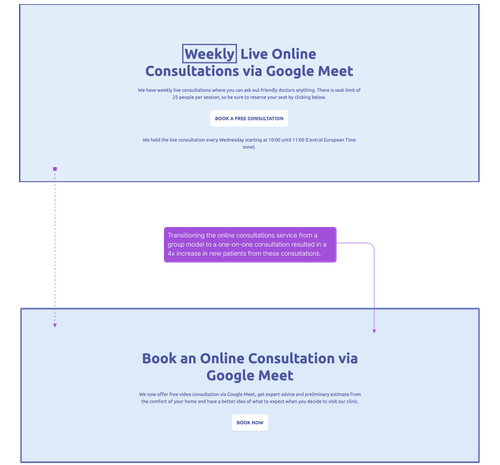 Weekly Live Online
Consultations via Google Meet
We have weekly live consultations where you can ask out friendly doctors anything. There is seat limit of
25 people per session, so be sure to reserve your seat by clicking below.
BOOK A FREE CONSULTATION
We hold the live consultation every Wednesday starting at 10:00 until 11:00 (Central European Time
zone).
Transitioning the online consultations service from a
group model to a one-on-one consultation resulted in a
4x increase in new patients from these consultations.
Book an Online Consultation via
Google Meet
We now offer free video consultation via Google Meet, get expert advice and preliminary estimate from
the comfort of your home and have a better idea of what to expect when you decide to visit our clinic.
BOOK NOW